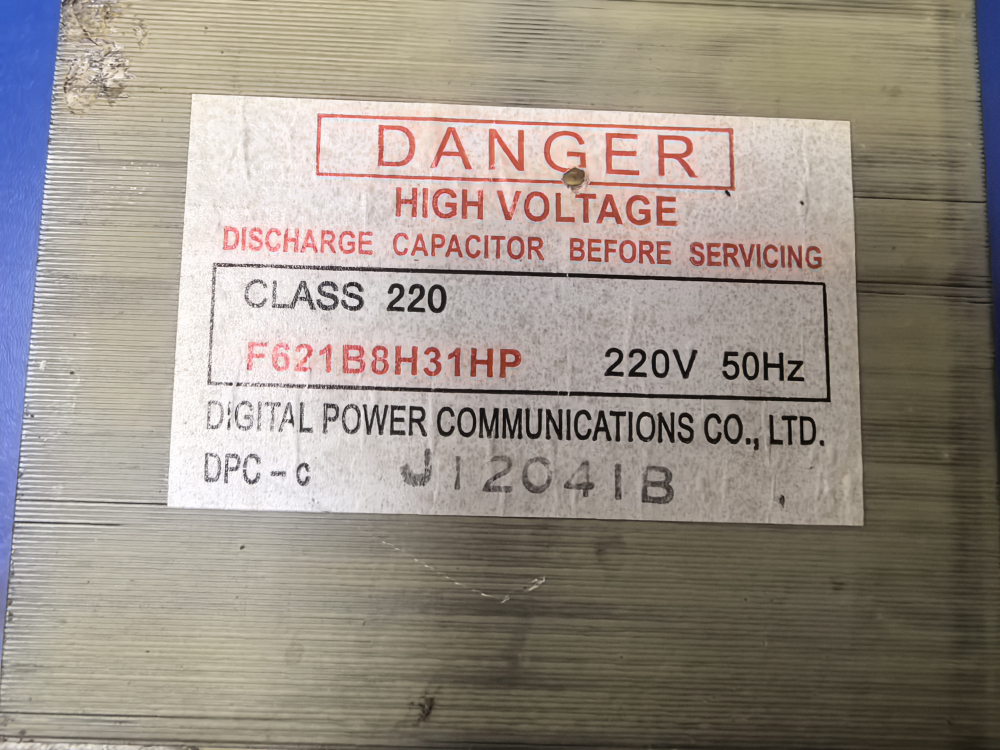 DANGER
HIGH VOLTAGE
DISCHARGE CAPACITOR BEFORE SERVICING
CLASS 220
F621B8H31HP 220V 50Hz
DIGITAL POWER COMMUNICATIONS CO., LTD.
DPC-c J12041B